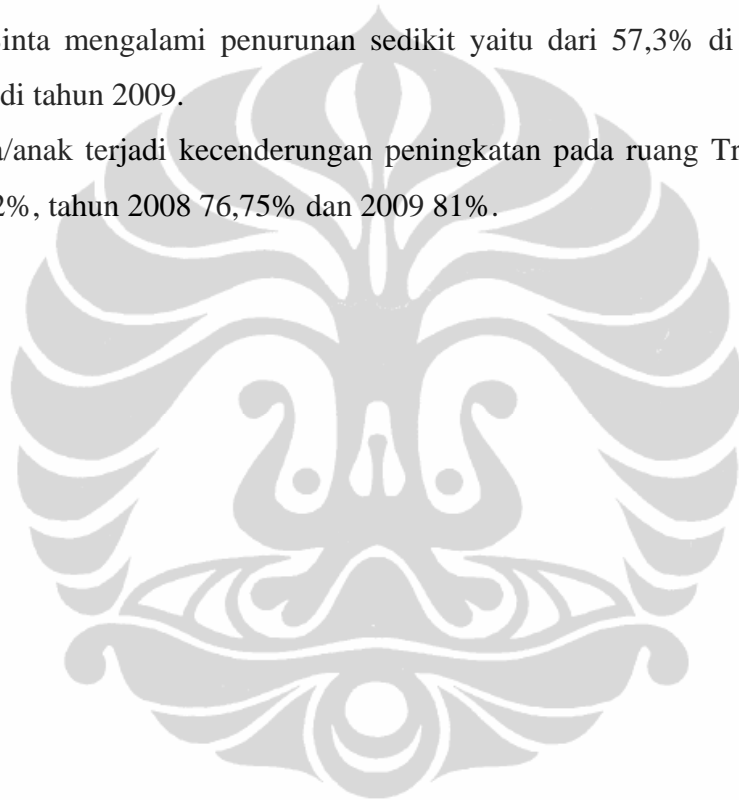 inta mengalami penurunan sedikit yaitu dari 57,3% di
di tahun 2009.
a/anak terjadi kecenderungan peningkatan pada ruang Tr
2%, tahun 2008 76,75% dan 2009 81%.